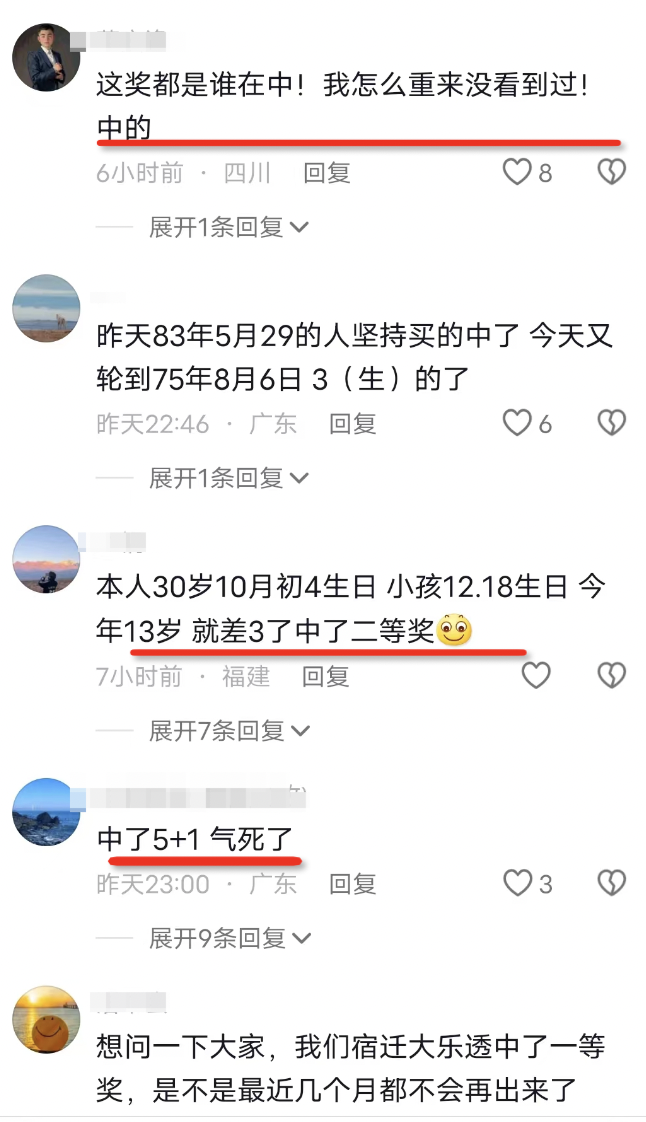 这奖都是谁在中！我怎么重来没看到过！
中的
6小时前 · 四川 回复 8
展开1条回复
昨天83年5月29的人坚持买的中了 今天又
轮到75年8月6日 3（生）的了
昨天22:46 · 广东 回复 6
展开1条回复
本人30岁10月初4生日 小孩12.18生日 今
年13岁 就差3了中了二等奖
7小时前 · 福建 回复
展开7条回复
中了5+1 气死了
昨天23:00 · 广东 回复 3
展开9条回复
想问一下大家，我们宿迁大乐透中了一等
奖，是不是最近几个月都不会再出来了